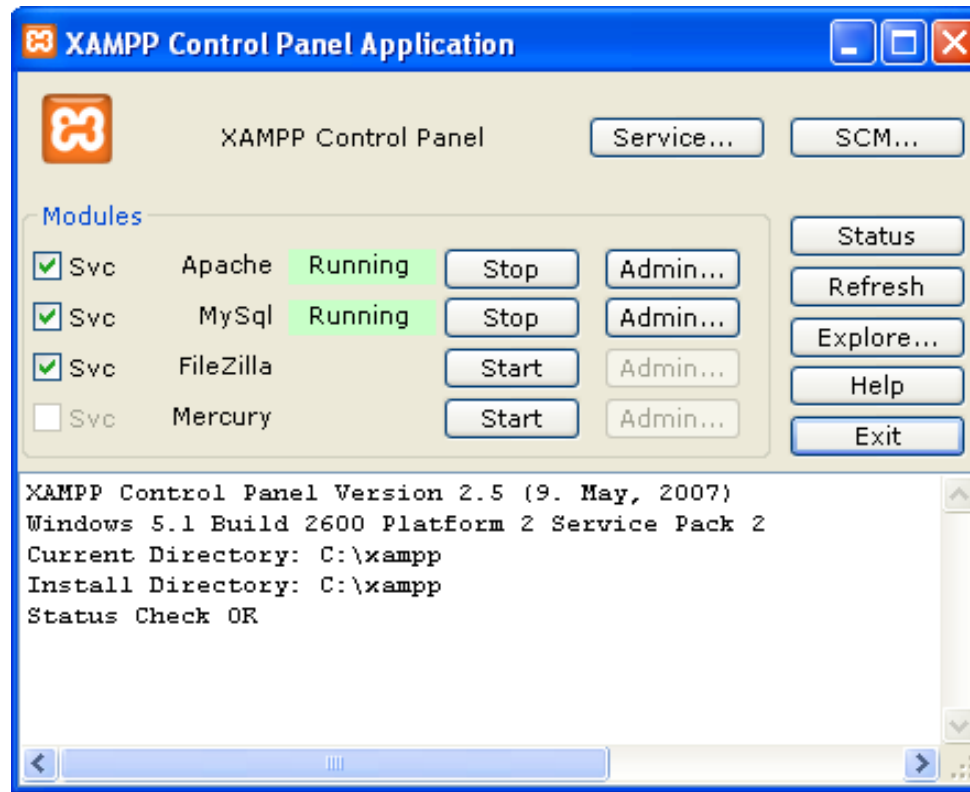 XAMPP Control Panel Application
XAMPP Control Panel Service... SCM...
Modules
Status
Svc Apache Running Stop Admin...
Refresh
Svc MySql Running Stop Admin...
Explore...
Svc FileZilla Start Admin...
Help
Svc Mercury Start Admin...
Exit
XAMPP Control Panel Version 2.5 (9. May, 2007)
Windows 5.1 Build 2600 Platform 2 Service Pack 2
Current Directory: C:\xampp
Install Directory: C:\xampp
Status Check OK